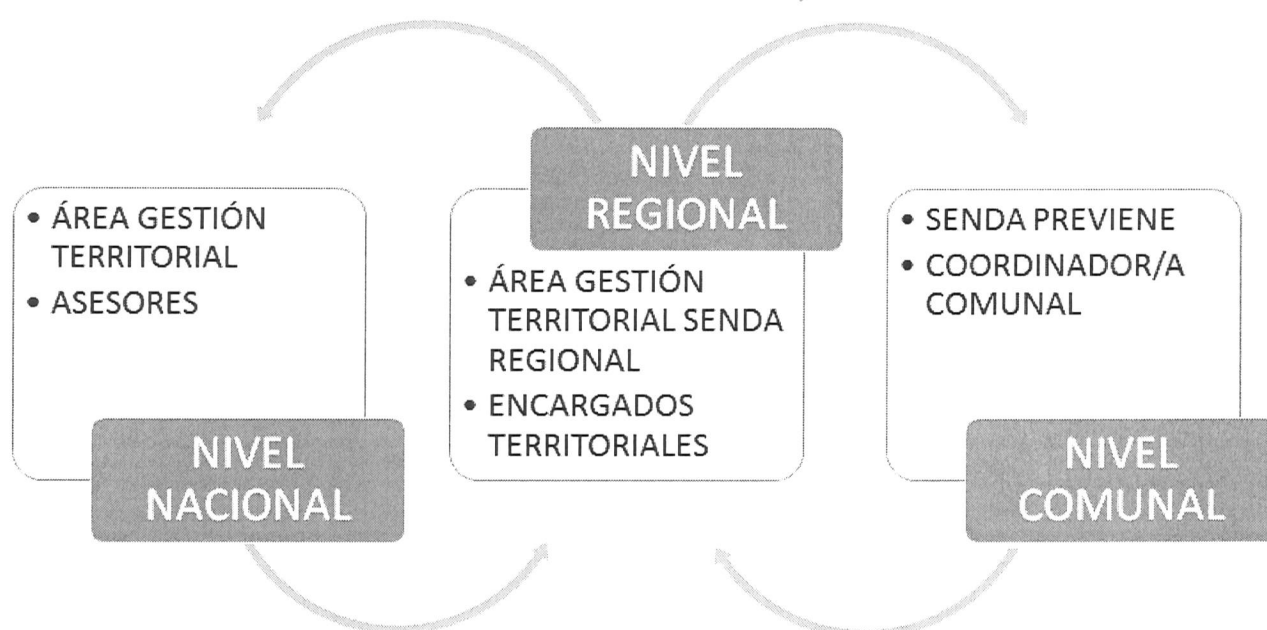 • ÁREA GESTIÓN
TERRITORIAL
• ASESORES
NIVEL
NACIONAL
NIVEL
REGIONAL
• ÁREA GESTIÓN
TERRITORIAL SENDA
REGIONAL
• ENCARGADOS
TERRITORIALES
• SENDA PREVIENE
• COORDINADOR/A
COMUNAL
NIVEL
COMUNAL